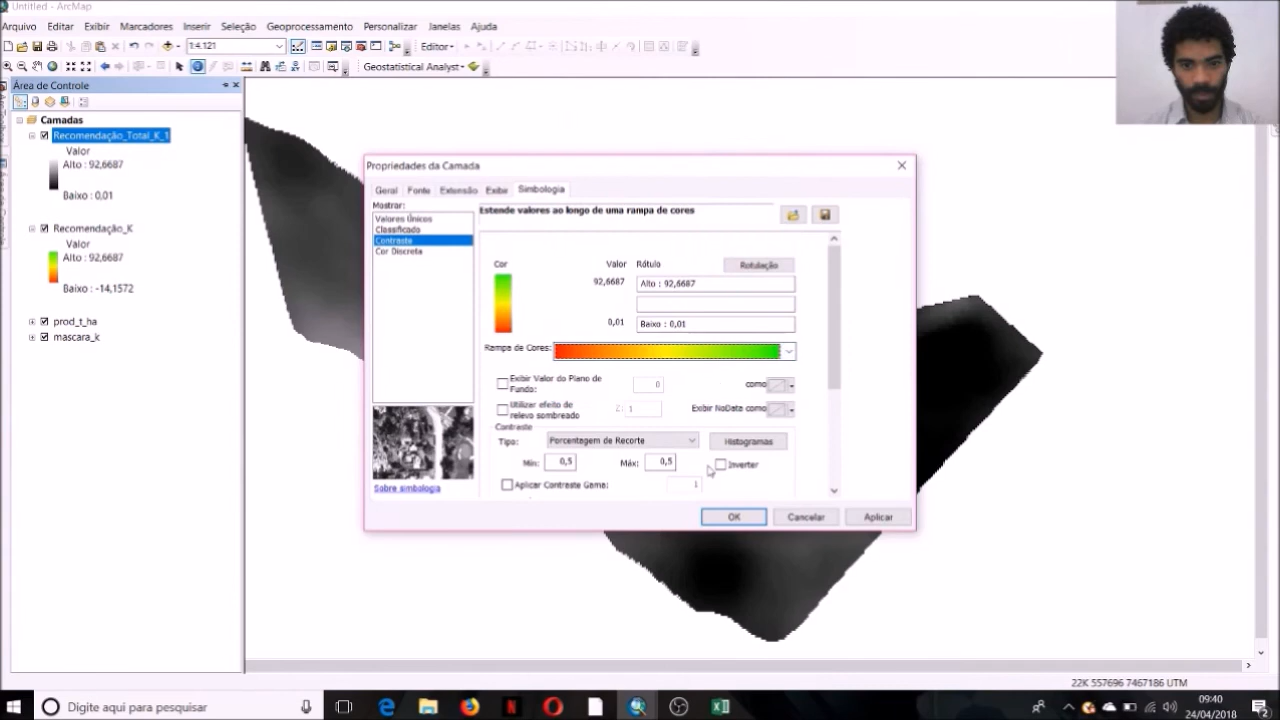 Untitled - ArcMap
Arquivo Editar Exibir Marcadores Inserir Seleção Geoprocessamento Personalizar Janelas Ajuda
1:4.121
Editor
Geostatistical Analyst
Área de Controle
Camadas
Recomendação_Total_K_1
Valor
Alto : 92,6687
Baixo : 0,01
Recomendação_K
Valor
Alto : 92,6687
Baixo : -14,1572
prod_t_ha
mascara_k
Propriedades da Camada
Geral Fonte Extensão Exibir Simbologia
Mostrar:
Valores Únicos
Classificado
Contraste
Cor Discreta
Sobre simbologia
Estende valores ao longo de uma rampa de cores
Cor Valor Rótulo Rotulação
92,6687 Alto : 92,6687
0,01 Baixo : 0,01
Rampa de Cores:
Exibir Valor do Plano de Fundo: 0 como
Utilizar efeito de relevo sombreado Z: 1 Exibir NoData como
Contraste
Tipo: Porcentagem de Recorte Histogramas
Mín: 0,5 Máx: 0,5 Inverter
Aplicar Contraste Gama: 1
OK Cancelar Aplicar
22K 557696 7467186 UTM
Digite aqui para pesquisar
09:40
24/04/2018